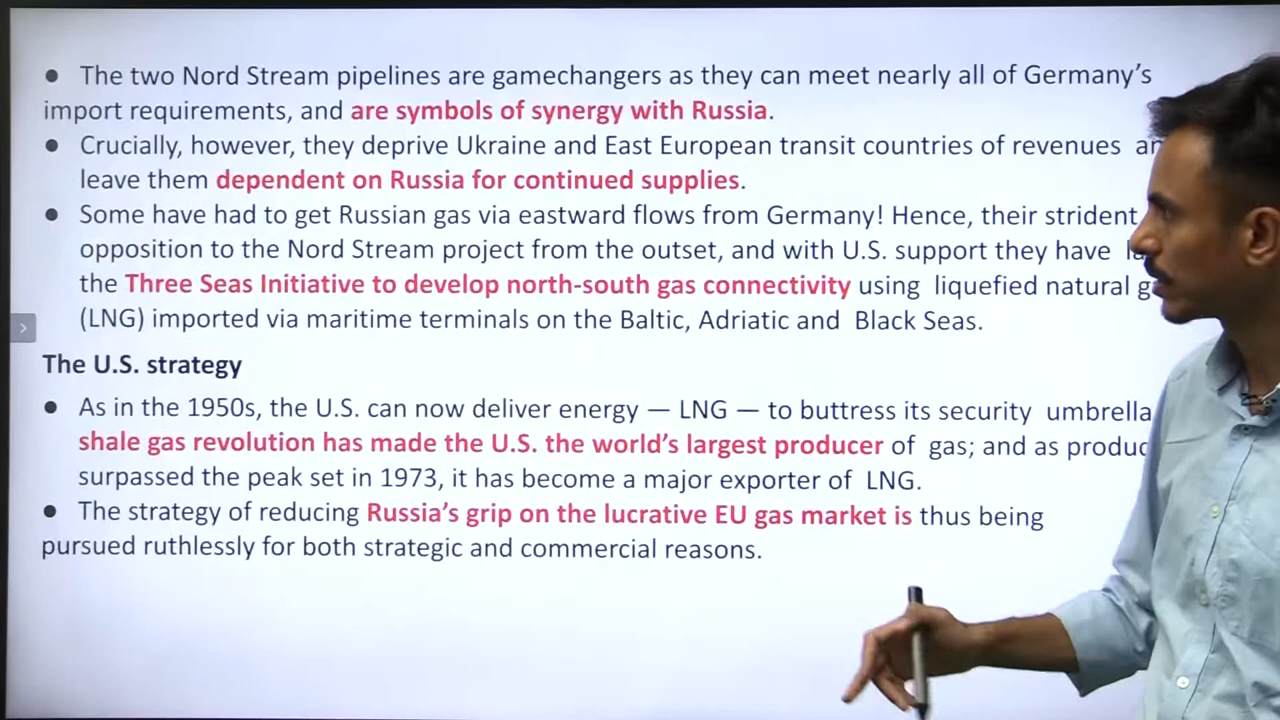 ● The two Nord Stream pipelines are gamechangers as they can meet nearly all of Germany's
import requirements, and are symbols of synergy with Russia.
● Crucially, however, they deprive Ukraine and East European transit countries of revenues
leave them dependent on Russia for continued supplies.
● Some have had to get Russian gas via eastward flows from Germany! Hence, their strident
opposition to the Nord Stream project from the outset, and with U.S. support they have
the Three Seas Initiative to develop north-south gas connectivity using liquefied natural
(LNG) imported via maritime terminals on the Baltic, Adriatic and Black Seas.
The U.S. strategy
● As in the 1950s, the U.S. can now deliver energy — LNG — to buttress its security umbrella
shale gas revolution has made the U.S. the world's largest producer of gas; and as
surpassed the peak set in 1973, it has become a major exporter of LNG.
● The strategy of reducing Russia's grip on the lucrative EU gas market is thus being
pursued ruthlessly for both strategic and commercial reasons.